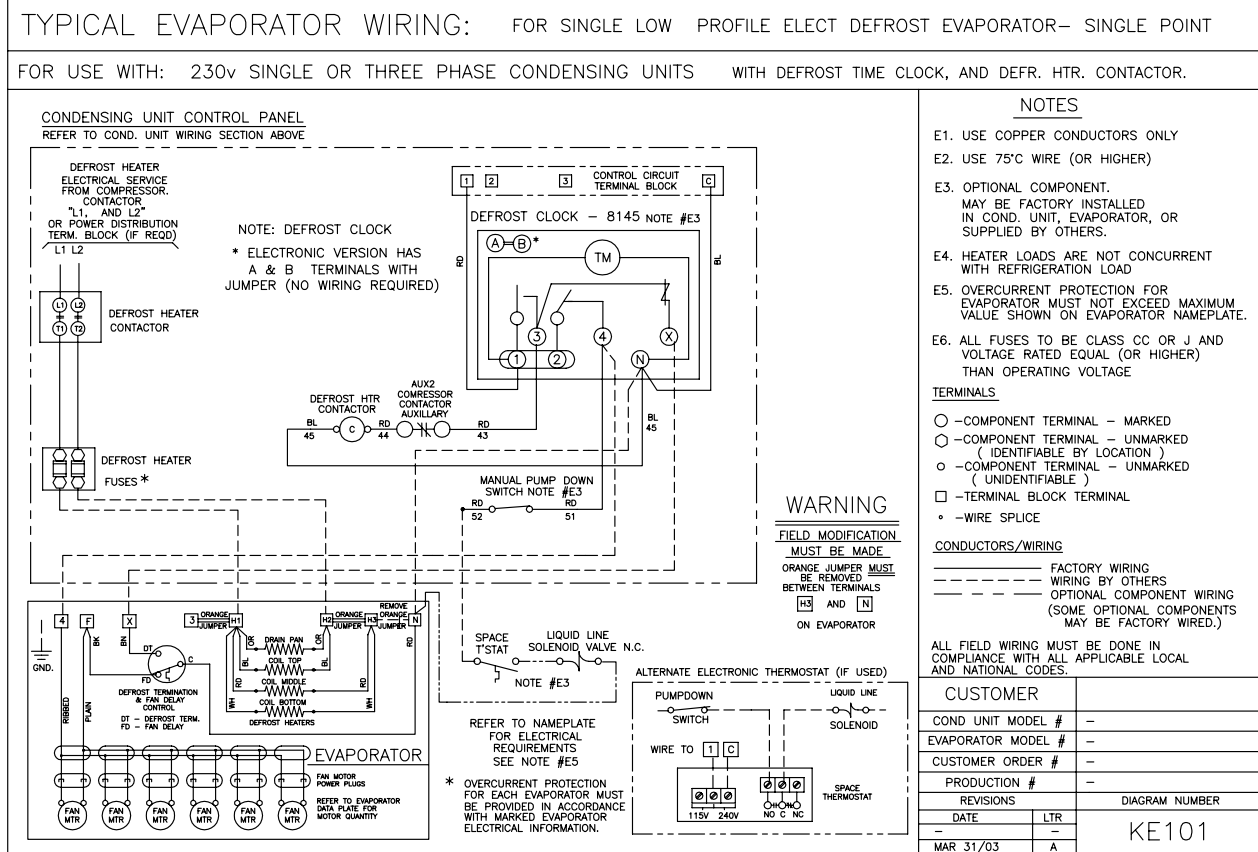 TYPICAL EVAPORATOR WIRING: FOR SINGLE LOW PROFILE ELECT DEFROST EVAPORATOR– SINGLE POINT
FOR USE WITH: 230v SINGLE OR THREE PHASE CONDENSING UNITS WITH DEFROST TIME CLOCK, AND DEFR. HTR. CONTACTOR.
CONDENSING UNIT CONTROL PANEL
REFER TO COND. UNIT WIRING SECTION ABOVE
DEFROST HEATER
ELECTRICAL SERVICE
FROM COMPRESSOR.
CONTACTOR
"L1, AND L2"
OR POWER DISTRIBUTION
TERM. BLOCK (IF REQD)
L1 L2
L1 L2
T1 T2
DEFROST HEATER
CONTACTOR
NOTE: DEFROST CLOCK
* ELECTRONIC VERSION HAS
A & B TERMINALS WITH
JUMPER (NO WIRING REQUIRED)
1 2 3 CONTROL CIRCUIT
TERMINAL BLOCK
C
DEFROST CLOCK – 8145 NOTE #E3
RD
A B *
TM
BL
3 4 X
1 2 N
DEFROST HTR
CONTACTOR
AUX2
COMRESSOR
CONTACTOR
AUXILLARY
BL
45
C
RD
44
RD
43
BL
45
DEFROST HEATER
FUSES *
MANUAL PUMP DOWN
SWITCH NOTE #E3
RD
52
RD
51
WARNING
FIELD MODIFICATION
MUST BE MADE
ORANGE JUMPER MUST
BE REMOVED
BETWEEN TERMINALS
H3 AND N
ON EVAPORATOR
4 F X 3 ORANGE JUMPER H1 H2 ORANGE JUMPER H3 REMOVE ORANGE JUMPER N
GND.
BK
BN
DT
C
FD
RIBBED
PLAIN
DEFROST TERMINATION
& FAN DELAY
CONTROL
DT – DEFROST TERM.
FD – FAN DELAY
OR
BL
RD
WH
DRAIN PAN
COIL TOP
COIL MIDDLE
COIL BOTTOM
DEFROST HEATERS
OR
BL
RD
WH
RD
EVAPORATOR
FAN MOTOR
POWER PLUGS
REFER TO EVAPORATOR
DATA PLATE FOR
MOTOR QUANTITY
FAN MTR
FAN MTR
FAN MTR
FAN MTR
FAN MTR
FAN MTR
SPACE
T'STAT
LIQUID LINE
SOLENOID VALVE N.C.
NOTE #E3
REFER TO NAMEPLATE
FOR ELECTRICAL
REQUIREMENTS
SEE NOTE #E5
* OVERCURRENT PROTECTION
FOR EACH EVAPORATOR MUST
BE PROVIDED IN ACCORDANCE
WITH MARKED EVAPORATOR
ELECTRICAL INFORMATION.
ALTERNATE ELECTRONIC THERMOSTAT (IF USED)
PUMPDOWN
SWITCH
LIQUID LINE
SOLENOID
WIRE TO 1 C
115V 240V
NO C NC
SPACE
THERMOSTAT
NOTES
E1. USE COPPER CONDUCTORS ONLY
E2. USE 75°C WIRE (OR HIGHER)
E3. OPTIONAL COMPONENT.
MAY BE FACTORY INSTALLED
IN COND. UNIT, EVAPORATOR, OR
SUPPLIED BY OTHERS.
E4. HEATER LOADS ARE NOT CONCURRENT
WITH REFRIGERATION LOAD
E5. OVERCURRENT PROTECTION FOR
EVAPORATOR MUST NOT EXCEED MAXIMUM
VALUE SHOWN ON EVAPORATOR NAMEPLATE.
E6. ALL FUSES TO BE CLASS CC OR J AND
VOLTAGE RATED EQUAL (OR HIGHER)
THAN OPERATING VOLTAGE
TERMINALS
–COMPONENT TERMINAL – MARKED
–COMPONENT TERMINAL – UNMARKED
( IDENTIFIABLE BY LOCATION )
–COMPONENT TERMINAL – UNMARKED
( UNIDENTIFIABLE )
–TERMINAL BLOCK TERMINAL
–WIRE SPLICE
CONDUCTORS/WIRING
FACTORY WIRING
WIRING BY OTHERS
OPTIONAL COMPONENT WIRING
(SOME OPTIONAL COMPONENTS
MAY BE FACTORY WIRED.)
ALL FIELD WIRING MUST BE DONE IN
COMPLIANCE WITH ALL APPLICABLE LOCAL
AND NATIONAL CODES.
CUSTOMER
COND UNIT MODEL # –
EVAPORATOR MODEL # –
CUSTOMER ORDER # –
PRODUCTION # –
REVISIONS DIAGRAM NUMBER
DATE LTR
– –
MAR 31/03 A
KE101